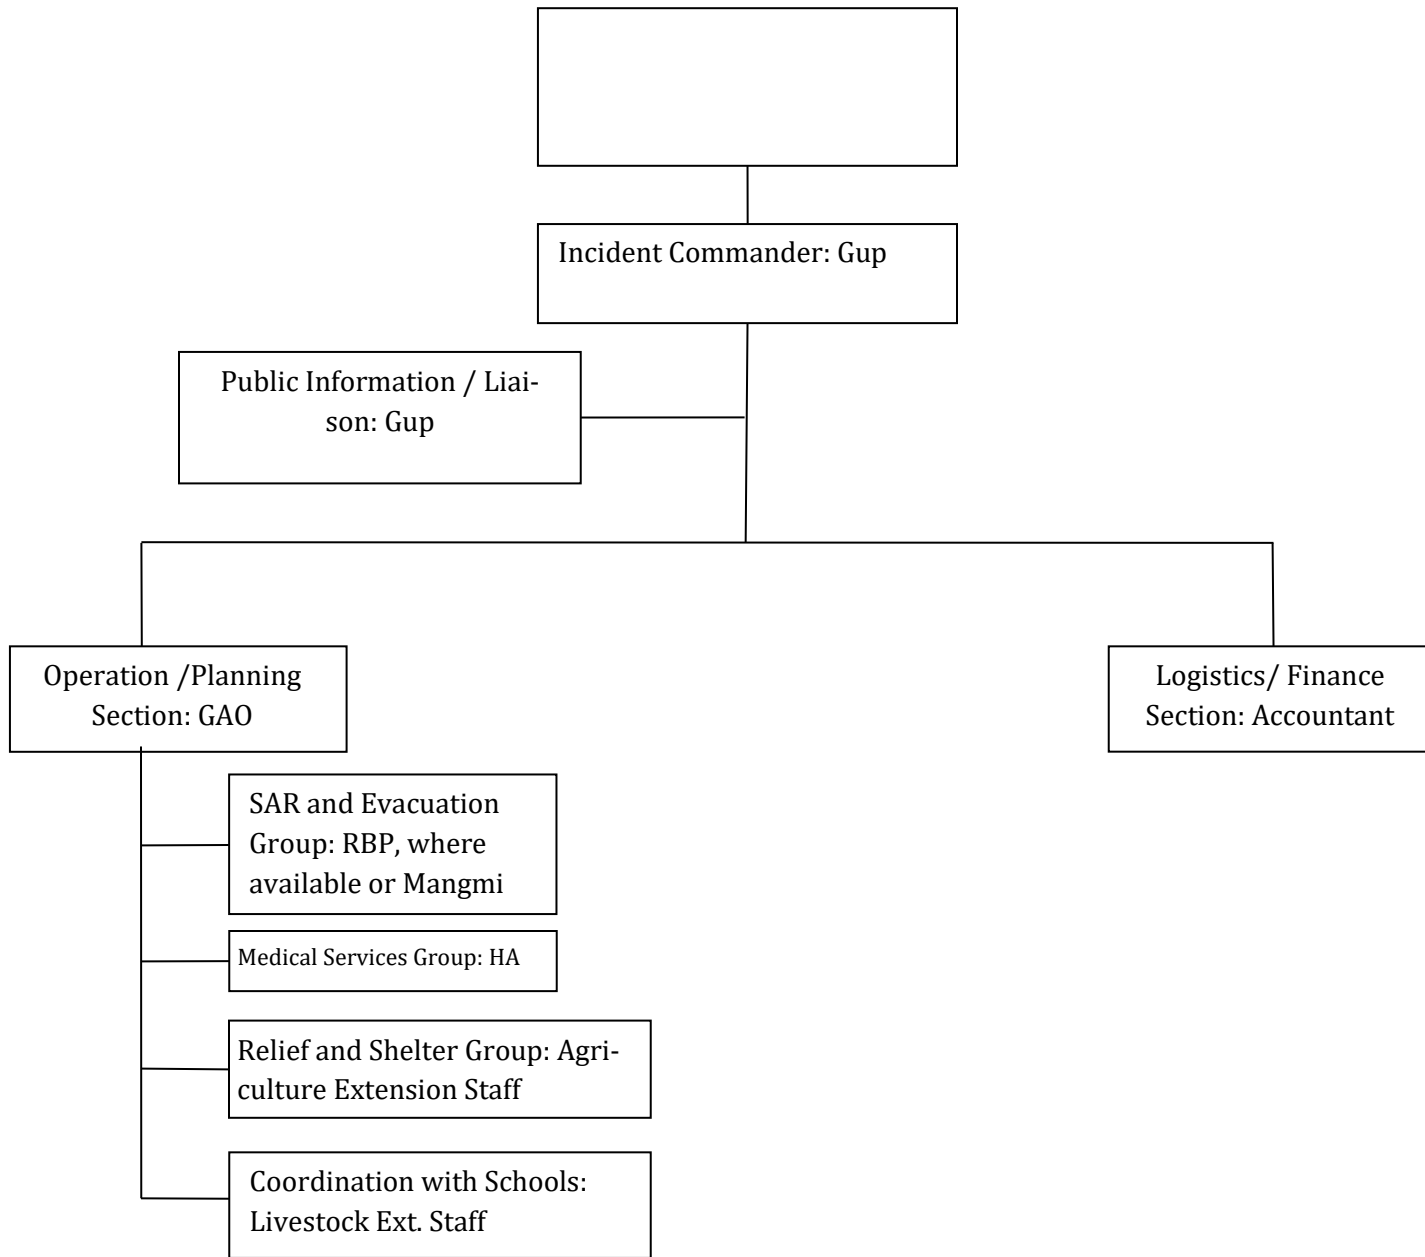 Incident Commander: Gup
Public Information / Liai-
son: Gup
Operation /Planning
Section: GAO
Logistics/ Finance
Section: Accountant
SAR and Evacuation
Group: RBP, where
available or Mangmi
Medical Services Group: HA
Relief and Shelter Group: Agri-
culture Extension Staff
Coordination with Schools:
Livestock Ext. Staff